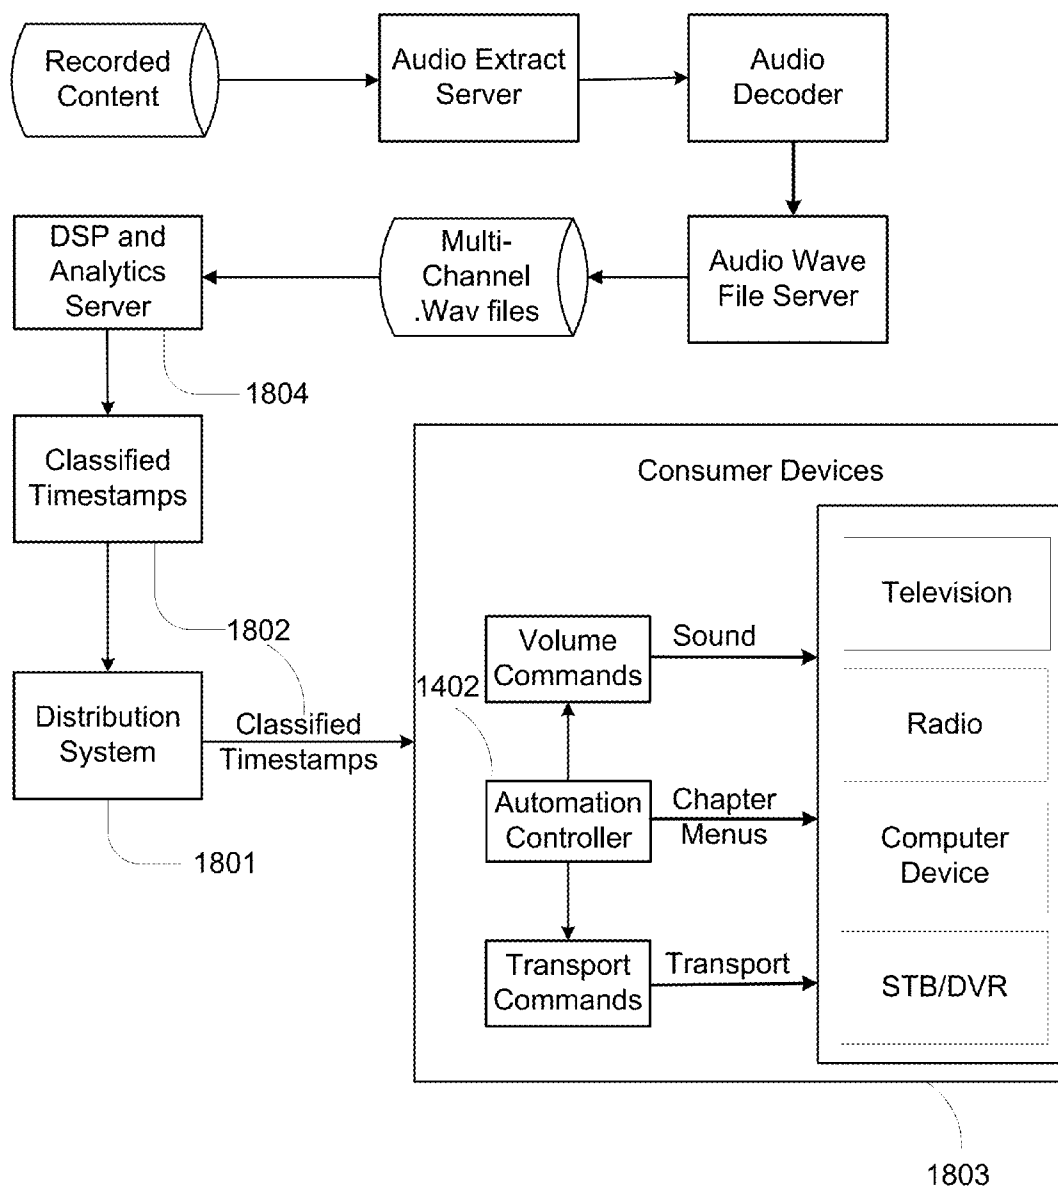 Recorded
Content
Audio Extract
Server
Audio
Decoder
DSP and
Analytics
Server
Multi-
Channel
.Wav files
Audio Wave
File Server
1804
Classified
Timestamps
1802
Distribution
System
1801
Classified
Timestamps
Consumer Devices
1402
Volume
Commands
Sound
Automation
Controller
Chapter
Menus
Transport
Commands
Transport
Television
Radio
Computer
Device
STB/DVR
1803